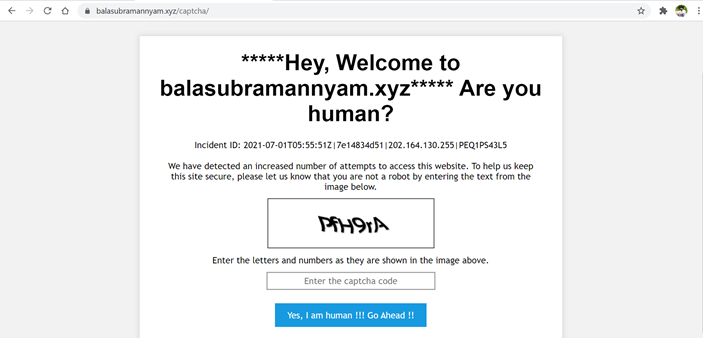 balasubramannyam.xyz/captcha/
*****Hey, Welcome to
balasubramannyam.xyz***** Are you
human?
Incident ID: 2021-07-01T05:55:51Z|7e14834d51|202.164.130.255|PEQ1PS43L5
We have detected an increased number of attempts to access this website. To help us keep
this site secure, please let us know that you are not a robot by entering the text from the
image below.
PfH9rA
Enter the letters and numbers as they are shown in the image above.
Enter the captcha code
Yes, I am human !!! Go Ahead !!